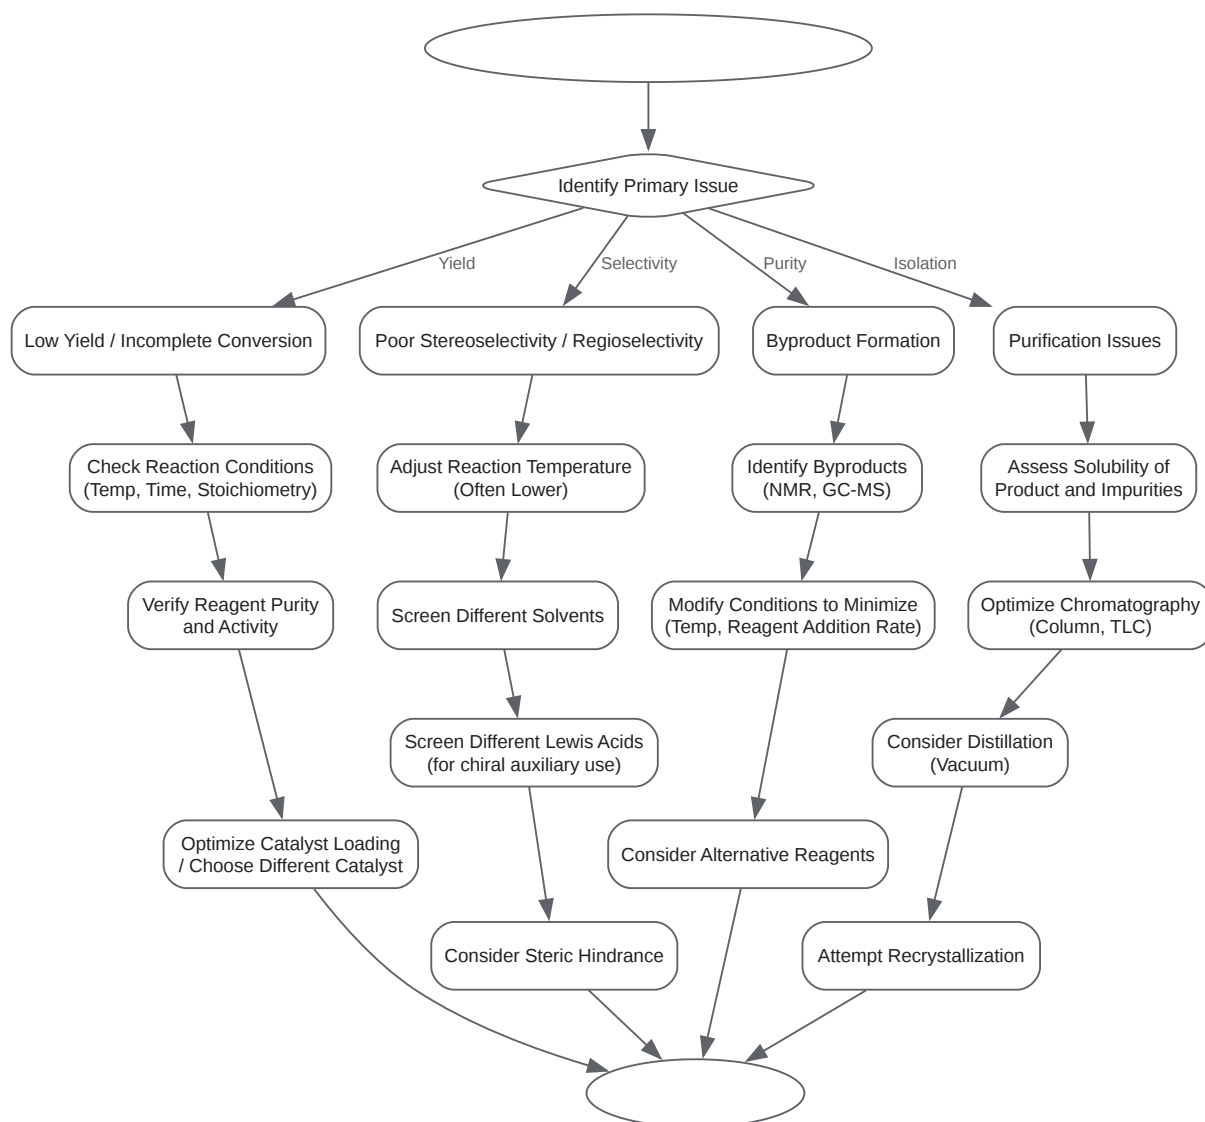 Identify Primary Issue
Yield
Selectivity
Purity
Isolation
Low Yield / Incomplete Conversion
Poor Stereoselectivity / Regioselectivity
Byproduct Formation
Purification Issues
Check Reaction Conditions
(Temp, Time, Stoichiometry)
Adjust Reaction Temperature
(Often Lower)
Identify Byproducts
(NMR, GC-MS)
Assess Solubility of
Product and Impurities
Verify Reagent Purity
and Activity
Screen Different Solvents
Modify Conditions to Minimize
(Temp, Reagent Addition Rate)
Optimize Chromatography
(Column, TLC)
Screen Different Lewis Acids
(for chiral auxiliary use)
Consider Distillation
(Vacuum)
Optimize Catalyst Loading
/ Choose Different Catalyst
Consider Alternative Reagents
Consider Steric Hindrance
Attempt Recrystallization